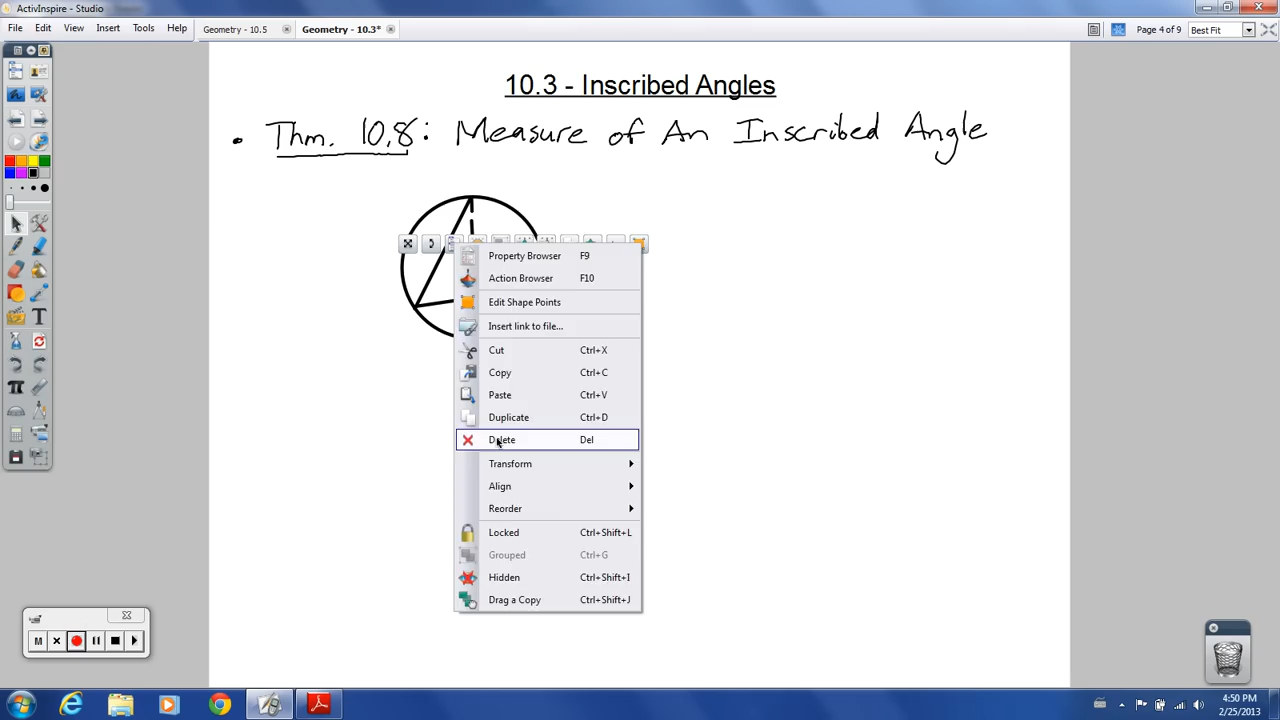 ActivInspire - Studio
File Edit View Insert Tools Help
Geometry - 10.5
Geometry - 10.3*
Page 4 of 9
Best Fit
10.3 - Inscribed Angles
• Thm. 10.8: Measure of An Inscribed Angle
Property Browser F9
Action Browser F10
Edit Shape Points
Insert link to file...
Cut Ctrl+X
Copy Ctrl+C
Paste Ctrl+V
Duplicate Ctrl+D
Delete Del
Transform
Align
Reorder
Locked Ctrl+Shift+L
Grouped Ctrl+G
Hidden Ctrl+Shift+I
Drag a Copy Ctrl+Shift+J
M
4:50 PM
2/25/2013